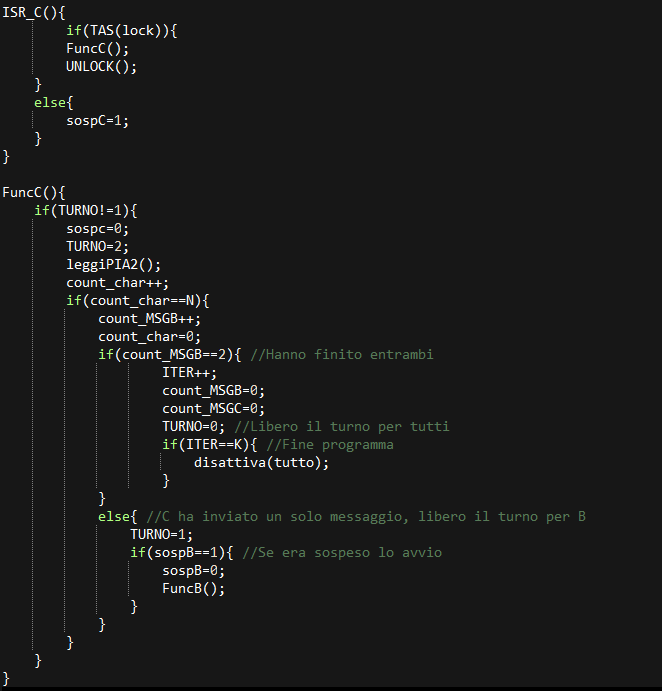 ISR_C(){
        if(TAS(lock)){
        FuncC();
        UNLOCK();
    }
    else{
        sospC=1;
    }
}

FuncC(){
    if(TURNO!=1){
        sospc=0;
        TURNO=2;
        leggiPIA2();
        count_char++;
        if(count_char==N){
            count_MSGB++;
            count_char=0;
            if(count_MSGB==2){ //Hanno finito entrambi
                    ITER++;
                    count_MSGB=0;
                    count_MSGC=0;
                    TURNO=0; //Libero il turno per tutti
                    if(ITER==K){ //Fine programma
                        disattiva(tutto);
                    }
            }
            else{ //C ha inviato un solo messaggio, libero il turno per B
                TURNO=1;
                if(sospB==1){ //Se era sospeso lo avvio
                    sospB=0;
                    FuncB();
                }
            }
        }
    }
}